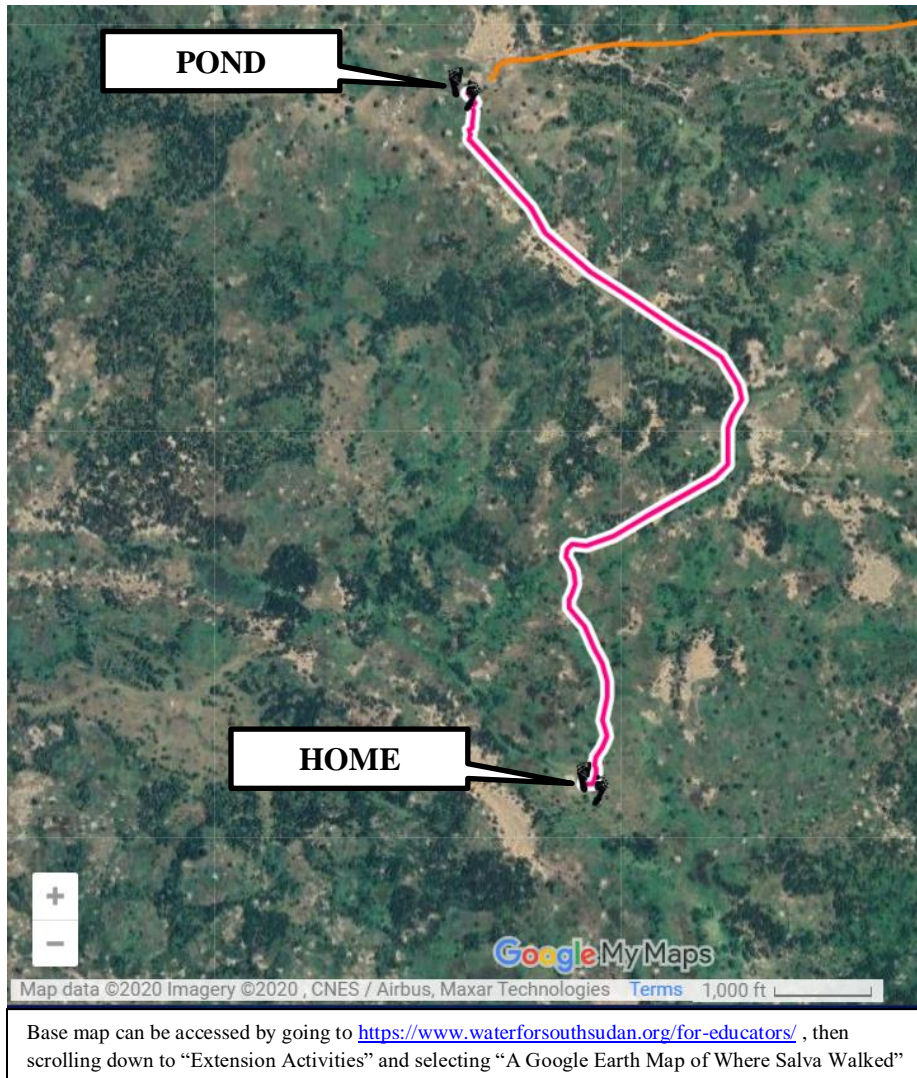 POND
HOME
+
−
Google My Maps
Map data ©2020 Imagery ©2020 , CNES / Airbus, Maxar Technologies Terms 1,000 ft
Base map can be accessed by going to https://www.waterforsouthsudan.org/for-educators/ , then
scrolling down to “Extension Activities” and selecting “A Google Earth Map of Where Salva Walked”